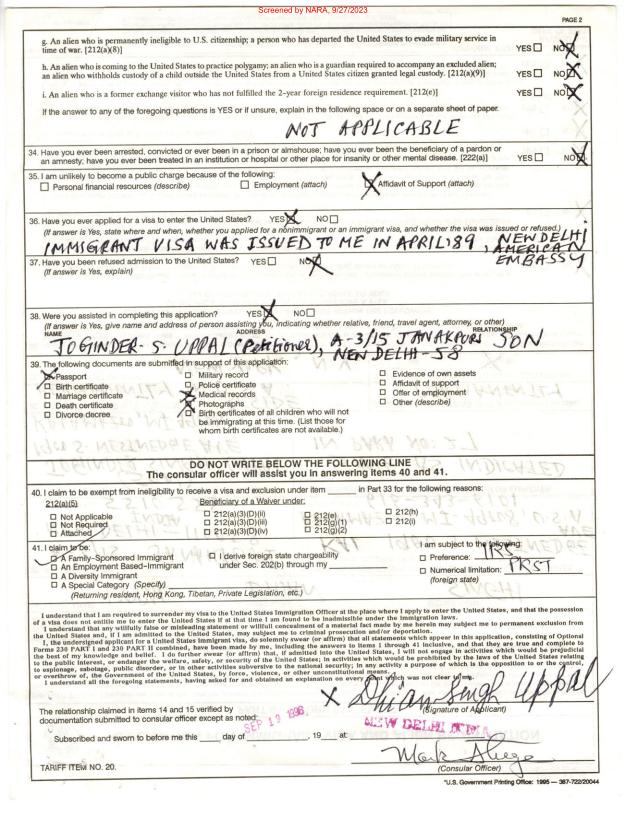 Screened by NARA, 9/27/2023
PAGE 2
g. An alien who is permanently ineligible to U.S. citizenship; a person who has departed the United States to evade military service in
time of war. [212(a)(8)] YES☐ NO☒
h. An alien who is coming to the United States to practice polygamy; an alien who is a guardian required to accompany an excluded alien;
an alien who withholds custody of a child outside the United States from a United States citizen granted legal custody. [212(a)(9)] YES☐ NO☒
i. An alien who is a former exchange visitor who has not fulfilled the 2–year foreign residence requirement. [212(e)] YES☐ NO☒
If the answer to any of the foregoing questions is YES or if unsure, explain in the following space or on a separate sheet of paper.
NOT APPLICABLE
34. Have you ever been arrested, convicted or ever been in a prison or almshouse; have you ever been the beneficiary of a pardon or
an amnesty; have you ever been treated in an institution or hospital or other place for insanity or other mental disease. [222(a)] YES☐ NO☒
35. I am unlikely to become a public charge because of the following:
☐ Personal financial resources (describe) ☐ Employment (attach) ☒ Affidavit of Support (attach)
36. Have you ever applied for a visa to enter the United States? YES☒ NO☐
(If answer is Yes, state where and when, whether you applied for a nonimmigrant or an immigrant visa, and whether the visa was issued or refused.)
IMMIGRANT VISA WAS ISSUED TO ME IN APRIL'89, NEW DELHI
AMERICAN
EMBASSY
37. Have you been refused admission to the United States? YES☐ NO☒
(If answer is Yes, explain)
38. Were you assisted in completing this application? YES☒ NO☐
(If answer is Yes, give name and address of person assisting you, indicating whether relative, friend, travel agent, attorney, or other)
NAME ADDRESS RELATIONSHIP
JOGINDER-S. UPPAL (Petitioner), A-3/15 JANAKPURI SON
NEW DELHI-58
39. The following documents are submitted in support of this application:
☒ Passport ☐ Military record ☐ Evidence of own assets
☐ Birth certificate ☐ Police certificate ☐ Affidavit of support
☐ Marriage certificate ☒ Medical records ☐ Offer of employment
☐ Death certificate ☒ Photographs ☐ Other (describe)
☐ Divorce decree ☐ Birth certificates of all children who will not
be immigrating at this time. (List those for
whom birth certificates are not available.)
DO NOT WRITE BELOW THE FOLLOWING LINE
The consular officer will assist you in answering items 40 and 41.
40. I claim to be exempt from ineligibility to receive a visa and exclusion under item ______ in Part 33 for the following reasons:
212(a)(5) Beneficiary of a Waiver under:
☐ Not Applicable ☐ 212(a)(3)(D)(ii) ☐ 212(e) ☐ 212(h)
☐ Not Required ☐ 212(a)(3)(D)(iii) ☐ 212(g)(1) ☐ 212(i)
☐ Attached ☐ 212(a)(3)(D)(iv) ☐ 212(g)(2)
41. I claim to be: I am subject to the following:
☑ A Family–Sponsored Immigrant ☐ I derive foreign state chargeability ☐ Preference:
☐ An Employment Based–Immigrant under Sec. 202(b) through my ______
☐ A Diversity Immigrant ☐ Numerical limitation:
☐ A Special Category (Specify) ______ (foreign state)
(Returning resident, Hong Kong, Tibetan, Private Legislation, etc.)
I understand that I am required to surrender my visa to the United States Immigration Officer at the place where I apply to enter the United States, and that the possession
of a visa does not entitle me to enter the United States if at that time I am found to be inadmissible under the immigration laws.
I understand that any willfully false or misleading statement or willful concealment of a material fact made by me herein may subject me to permanent exclusion from
the United States and, if I am admitted to the United States, may subject me to criminal prosecution and/or deportation.
I, the undersigned applicant for a United States immigrant visa, do solemnly swear (or affirm) that all statements which appear in this application, consisting of Optional
Forms 230 PART I and 230 PART II combined, have been made by me, including the answers to items 1 through 41 inclusive, and that they are true and complete to
the best of my knowledge and belief. I do further swear (or affirm) that, if admitted into the United States, I will not engage in activities which would be prejudicial
to the public interest, or endanger the welfare, safety, or security of the United States; in activities which would be prohibited by the laws of the United States relating
to espionage, sabotage, public disorder, or in other activities subversive to the national security; in any activity a purpose of which is the opposition to or the control,
or overthrow of, the Government of the United States, by force, violence, or other unconstitutional means.
I understand all the foregoing statements, having asked for and obtained an explanation on every point which was not clear to me.
X Dhian Singh Uppal
(Signature of Applicant)
The relationship claimed in items 14 and 15 verified by
documentation submitted to consular officer except as noted:
SEP 19 1996 NEW DELHI INDIA
Subscribed and sworn to before me this ____ day of ______, 19 __ at:
Mark
(Consular Officer)
TARIFF ITEM NO. 20.
*U.S. Government Printing Office: 1995 — 387-722/20044